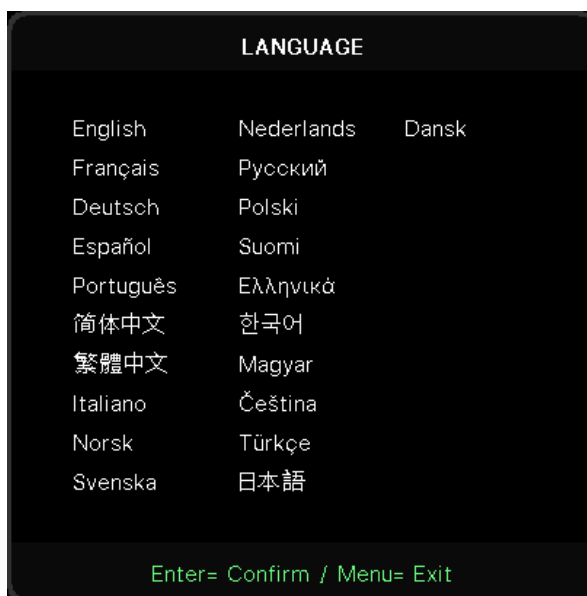 LANGUAGE
English Nederlands Dansk
Français Русский
Deutsch Polski
Español Suomi
Português Ελληνικά
简体中文 한국어
繁體中文 Magyar
Italiano Čeština
Norsk Türkçe
Svenska 日本語
Enter= Confirm / Menu= Exit